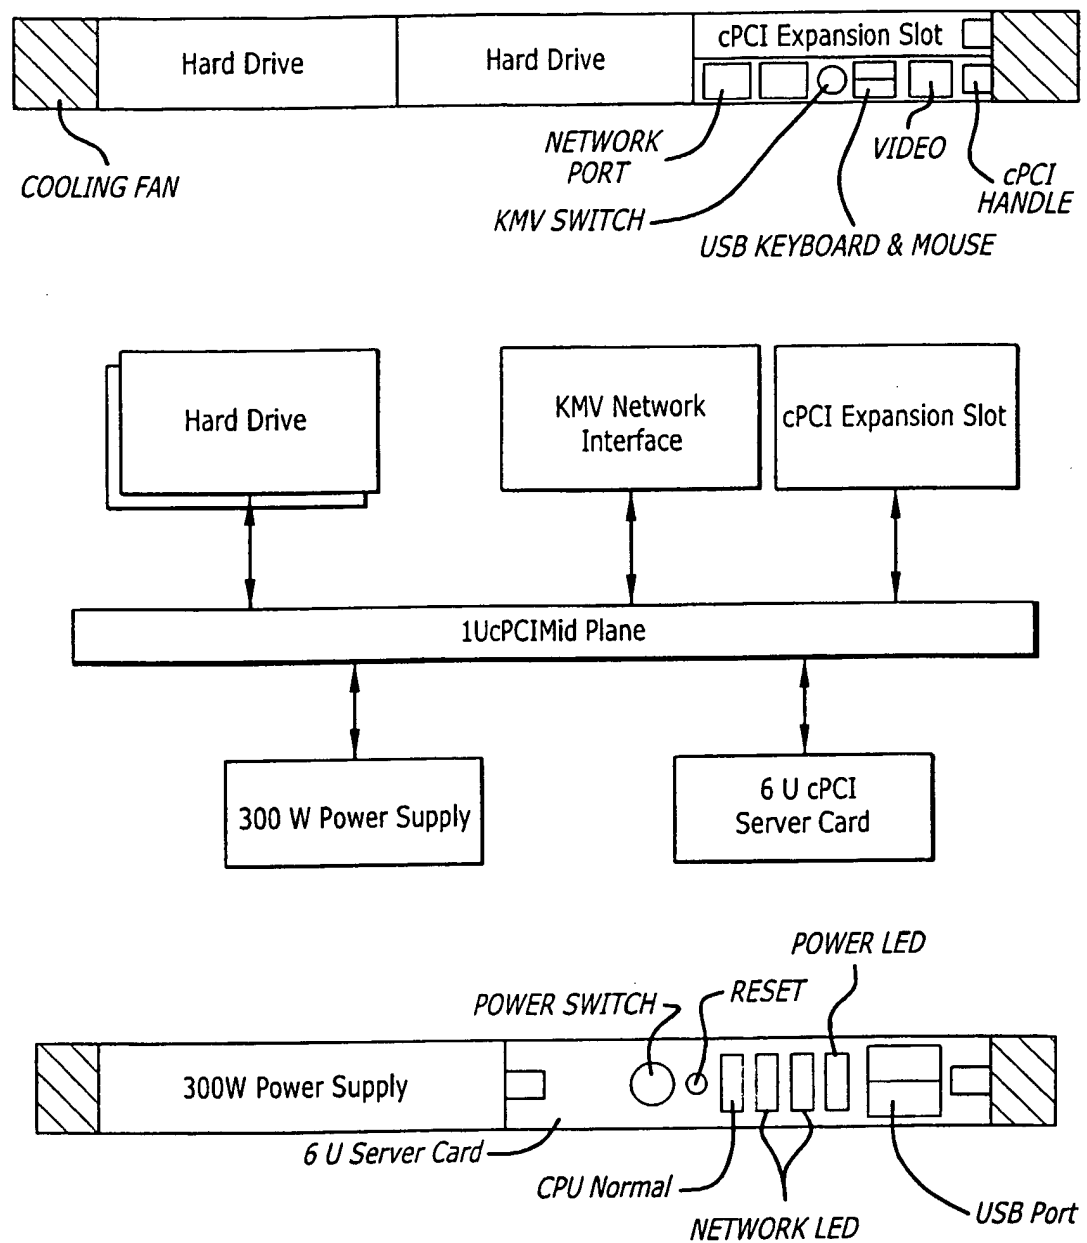 Hard Drive
Hard Drive
cPCI Expansion Slot
NETWORK
PORT
VIDEO
COOLING FAN
cPCI
HANDLE
KMV SWITCH
USB KEYBOARD & MOUSE
Hard Drive
KMV Network
Interface
cPCI Expansion Slot
1UcPCIMid Plane
300 W Power Supply
6 U cPCI
Server Card
POWER LED
POWER SWITCH
RESET
300W Power Supply
6 U Server Card
CPU Normal
NETWORK LED
USB Port